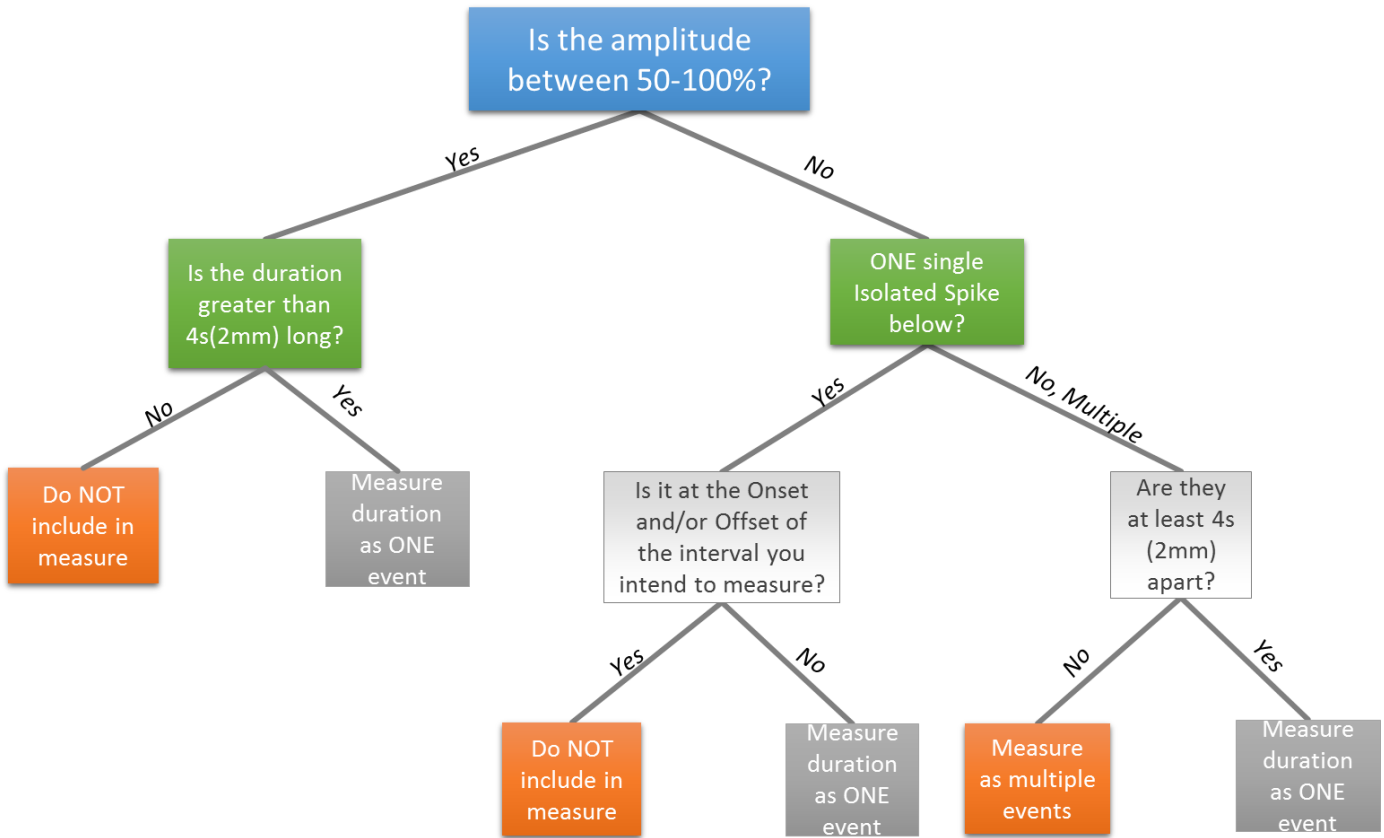 Is the amplitude
between 50-100%?
Yes
No
Is the duration
greater than
4s(2mm) long?
ONE single
Isolated Spike
below?
No
Yes
Yes
No, Multiple
Do NOT
include in
measure
Measure
duration
as ONE
event
Is it at the Onset
and/or Offset of
the interval you
intend to measure?
Are they
at least 4s
(2mm)
apart?
Yes
No
No
Yes
Do NOT
include in
measure
Measure
duration
as ONE
event
Measure
as multiple
events
Measure
duration
as ONE
event